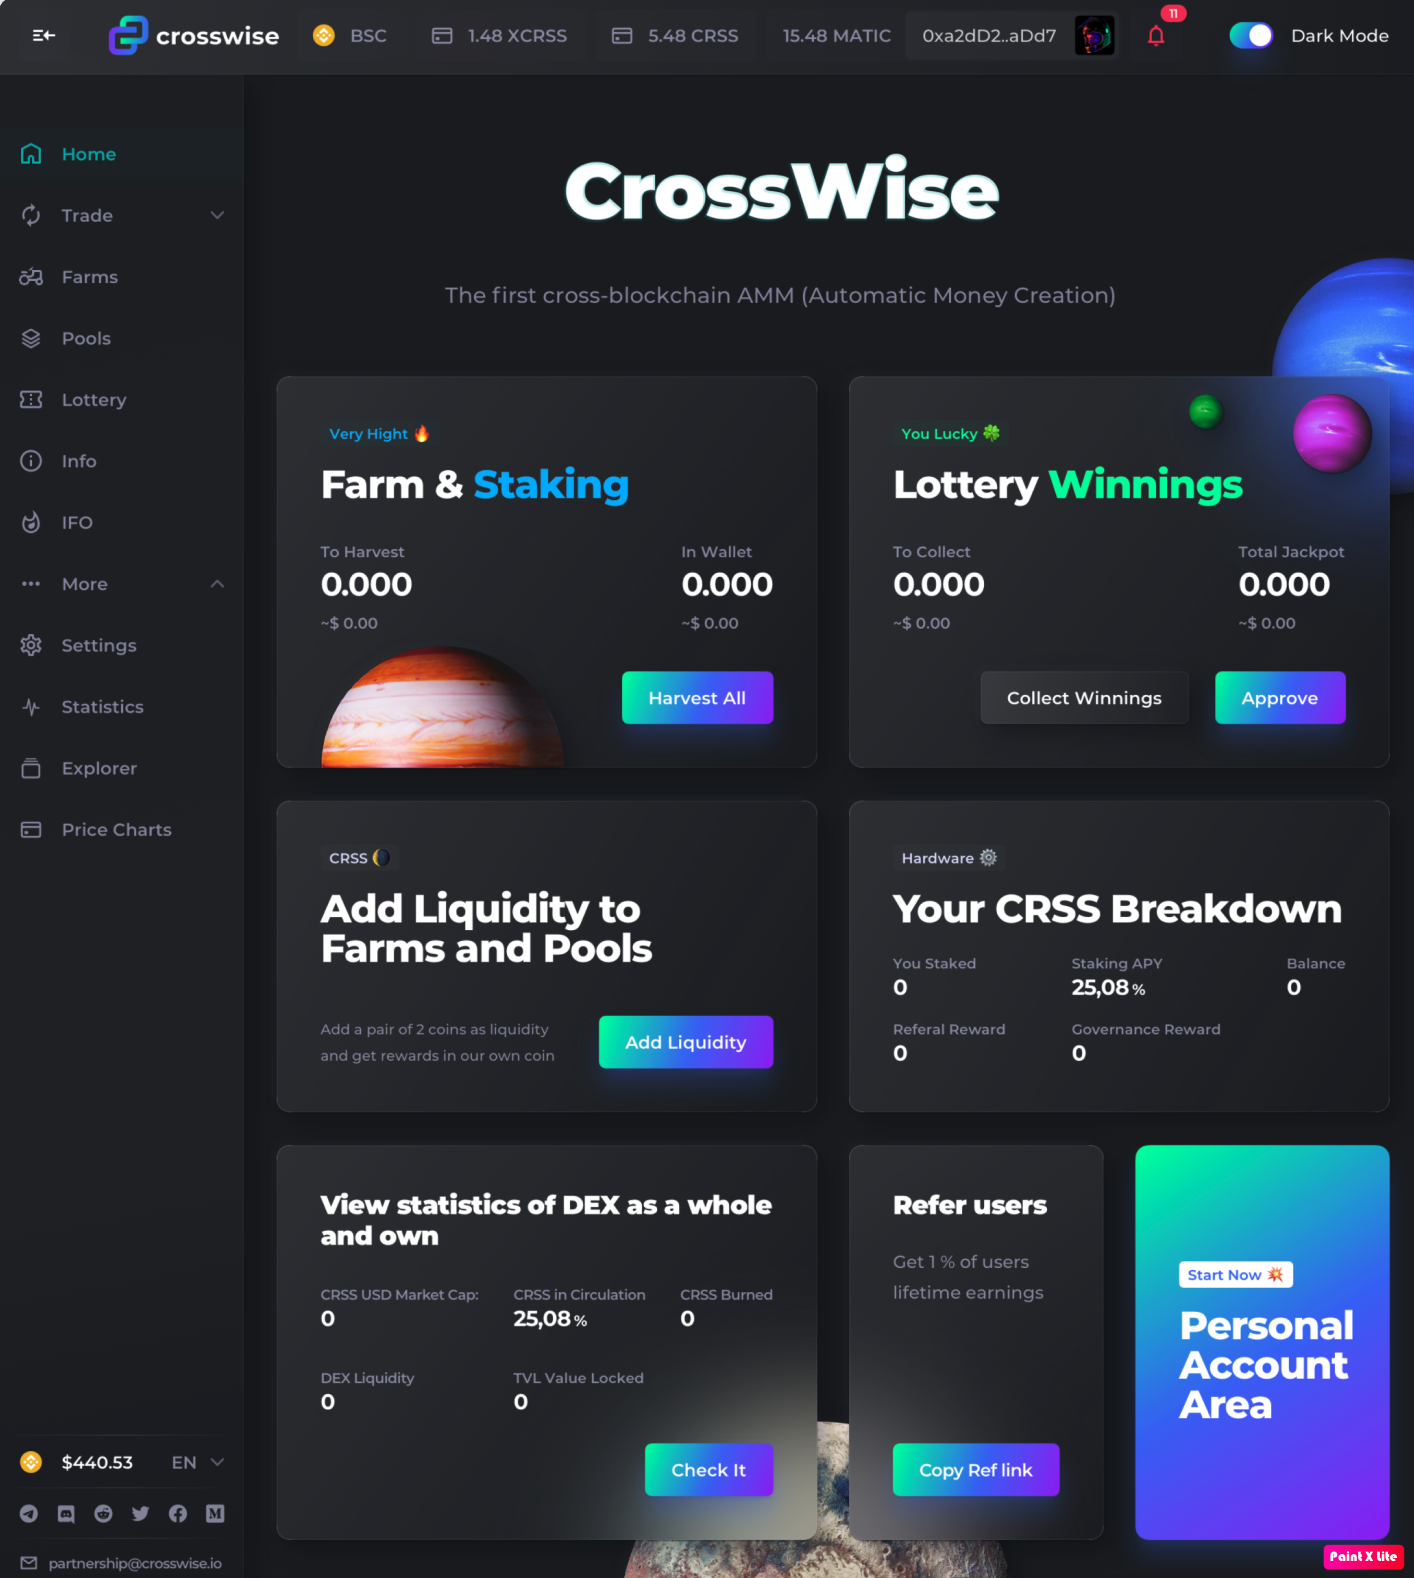 crosswise
BSC
1.48 XCRSS
5.48 CRSS
15.48 MATIC
0xa2dD2..aDd7
11
Dark Mode
Home
Trade
Farms
Pools
Lottery
Info
IFO
More
Settings
Statistics
Explorer
Price Charts
$440.53
EN
partnership@crosswise.io
CrossWise
The first cross-blockchain AMM (Automatic Money Creation)
Very Hight 🔥
Farm & Staking
To Harvest
0.000
~$ 0.00
In Wallet
0.000
~$ 0.00
Harvest All
You Lucky 🍀
Lottery Winnings
To Collect
0.000
~$ 0.00
Total Jackpot
0.000
~$ 0.00
Collect Winnings
Approve
CRSS 🌒
Add Liquidity to
Farms and Pools
Add a pair of 2 coins as liquidity
and get rewards in our own coin
Add Liquidity
Hardware ⚙️
Your CRSS Breakdown
You Staked
0
Staking APY
25,08 %
Balance
0
Referal Reward
0
Governance Reward
0
View statistics of DEX as a whole
and own
CRSS USD Market Cap:
0
CRSS in Circulation
25,08 %
CRSS Burned
0
DEX Liquidity
0
TVL Value Locked
0
Check It
Refer users
Get 1 % of users
lifetime earnings
Copy Ref link
Start Now 💥
Personal
Account
Area
Paint X Lite